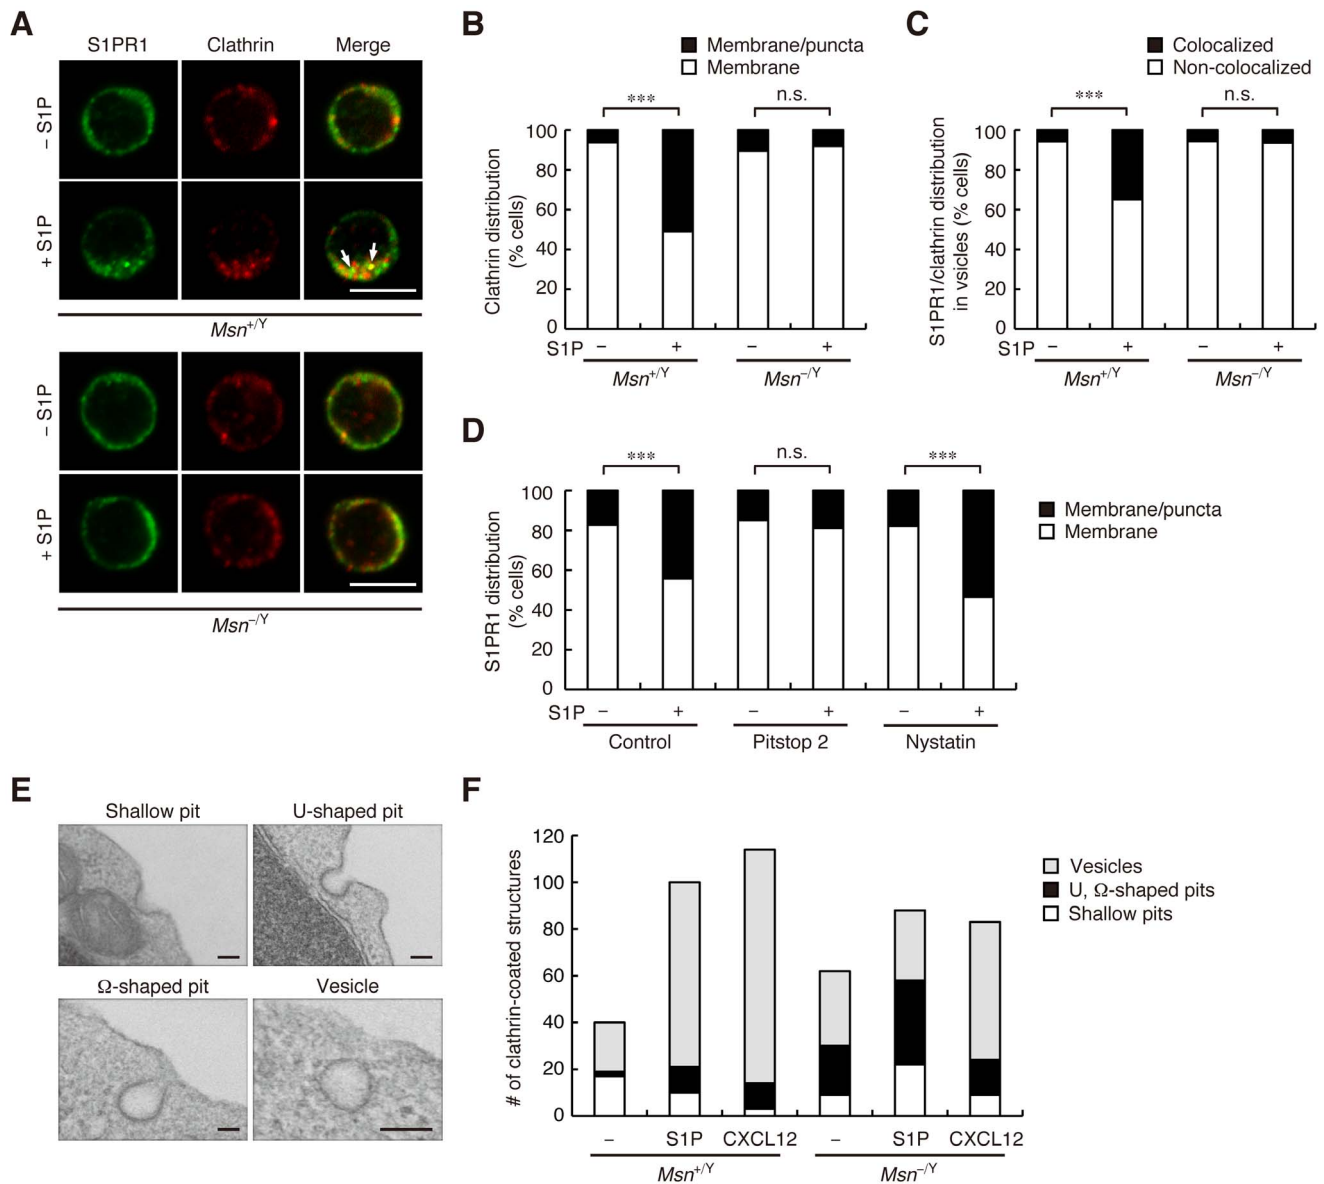 A
S1PR1 Clathrin Merge
– S1P
+ S1P
Msn+/Y
– S1P
+ S1P
Msn–/Y
B
Membrane/puncta
Membrane
*** n.s.
Clathrin distribution
(% cells)
100
80
60
40
20
0
S1P – + – +
Msn+/Y Msn–/Y
C
Colocalized
Non-colocalized
*** n.s.
S1PR1/clathrin distribution
in vsicles (% cells)
100
80
60
40
20
0
S1P – + – +
Msn+/Y Msn–/Y
D
*** n.s. ***
Membrane/puncta
Membrane
S1PR1 distribution
(% cells)
100
80
60
40
20
0
S1P – + – + – +
Control Pitstop 2 Nystatin
E
Shallow pit U-shaped pit
Ω-shaped pit Vesicle
F
Vesicles
U, Ω-shaped pits
Shallow pits
# of clathrin-coated structures
120
100
80
60
40
20
0
– S1P CXCL12 – S1P CXCL12
Msn+/Y Msn–/Y